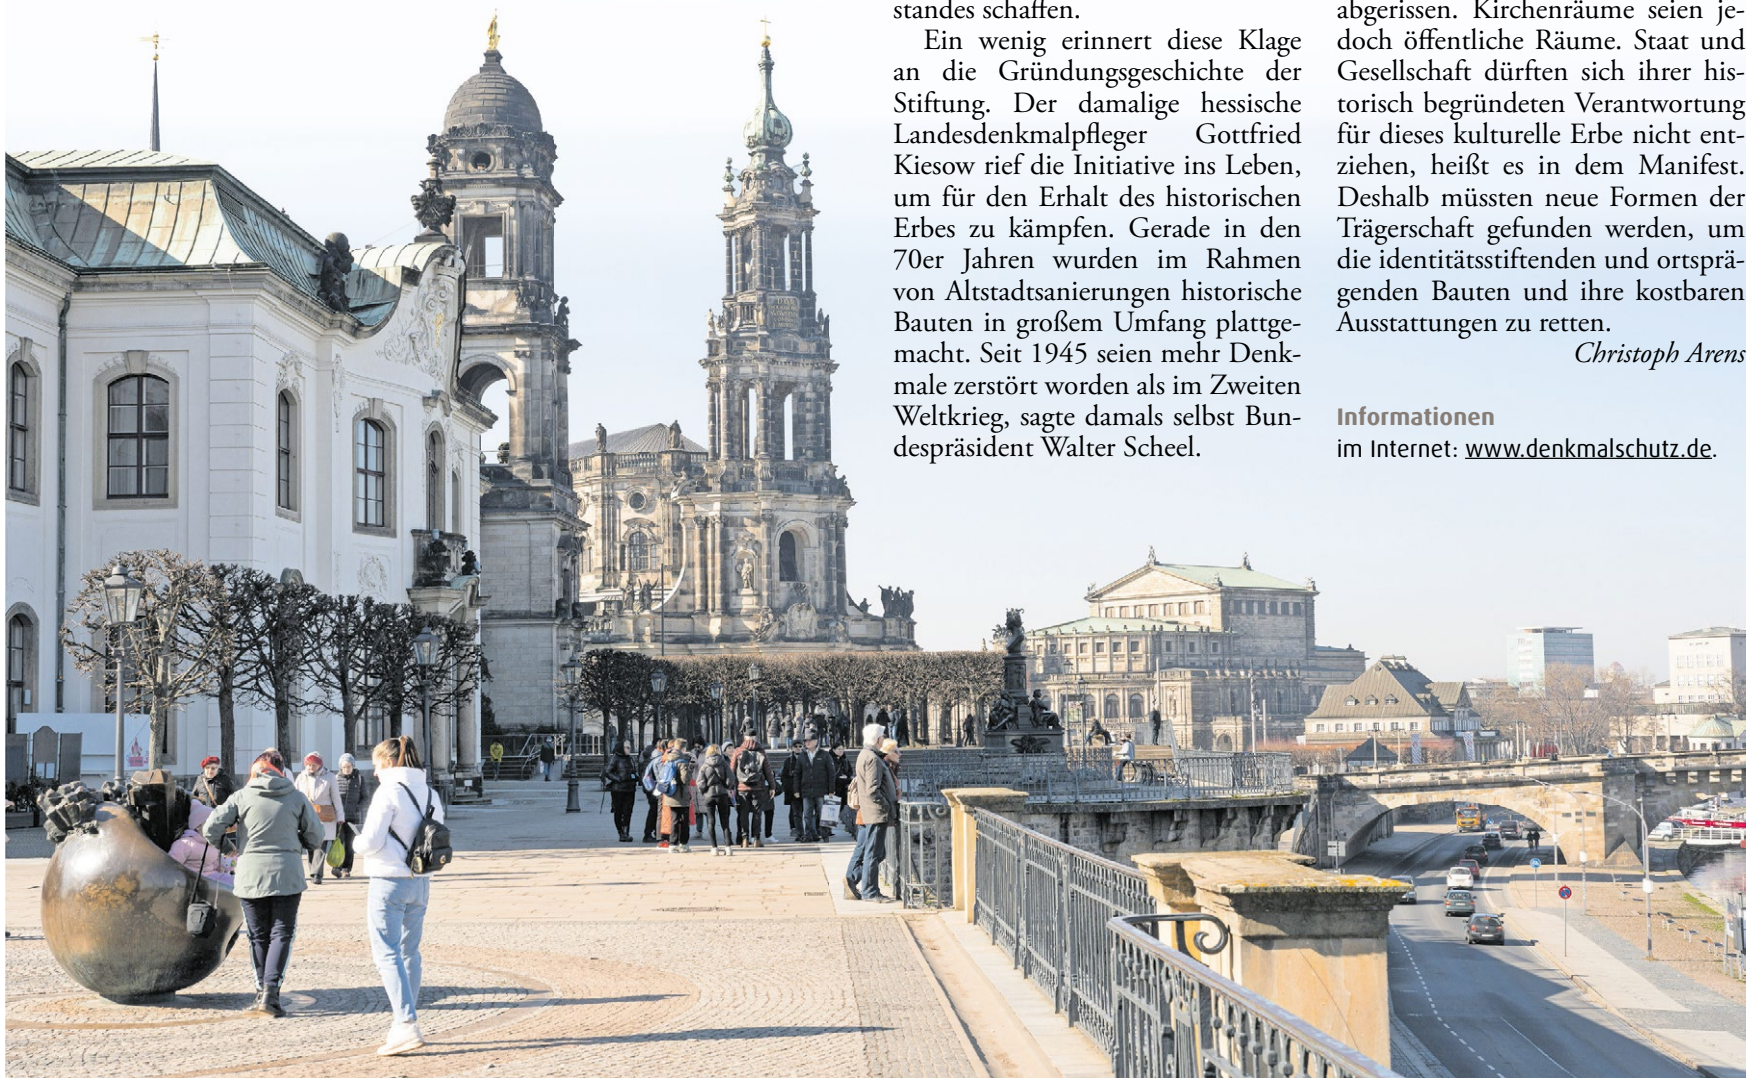 standes schaffen.
Ein wenig erinnert diese Klage
an die Gründungsgeschichte der
Stiftung. Der damalige hessische
Landesdenkmalpfleger Gottfried
Kiesow rief die Initiative ins Leben,
um für den Erhalt des historischen
Erbes zu kämpfen. Gerade in den
70er Jahren wurden im Rahmen
von Altstadtsanierungen historische
Bauten in großem Umfang plattge-
macht. Seit 1945 seien mehr Denk-
male zerstört worden als im Zweiten
Weltkrieg, sagte damals selbst Bun-
despräsident Walter Scheel.
abgerissen. Kirchenräume seien je-
doch öffentliche Räume. Staat und
Gesellschaft dürften sich ihrer his-
torisch begründeten Verantwortung
für dieses kulturelle Erbe nicht ent-
ziehen, heißt es in dem Manifest.
Deshalb müssten neue Formen der
Trägerschaft gefunden werden, um
die identitätsstiftenden und ortsprä-
genden Bauten und ihre kostbaren
Ausstattungen zu retten.
Christoph Arens
Informationen
im Internet: www.denkmalschutz.de.